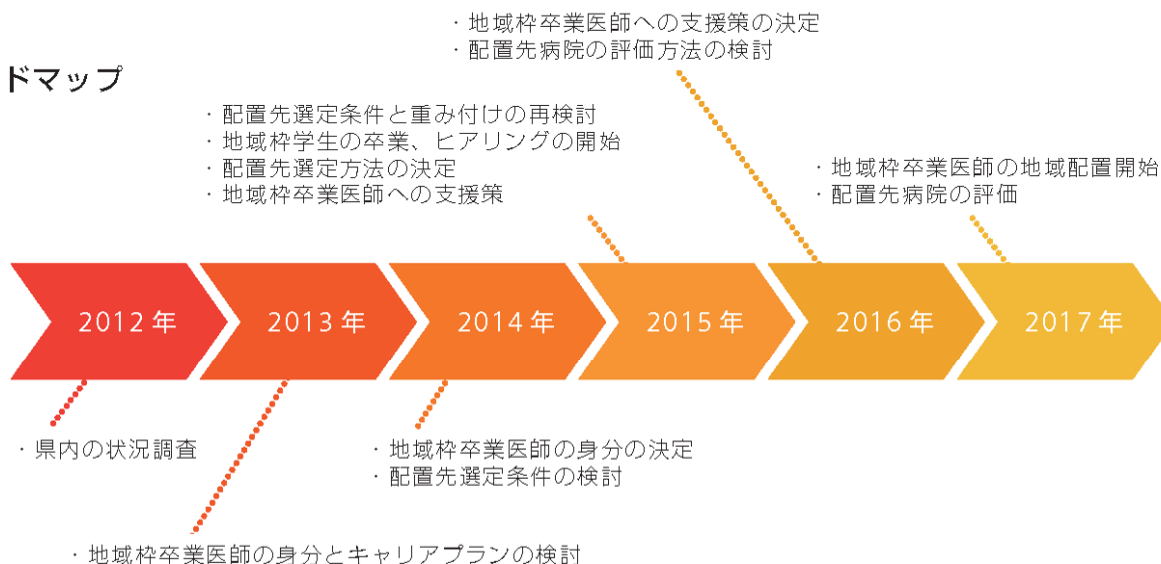 ドマップ
・地域枠卒業医師への支援策の決定
・配置先病院の評価方法の検討
・配置先選定条件と重み付けの再検討
・地域枠学生の卒業、ヒアリングの開始
・配置先選定方法の決定
・地域枠卒業医師への支援策
・地域枠卒業医師の地域配置開始
・配置先病院の評価
2012年
2013年
2014年
2015年
2016年
2017年
・県内の状況調査
・地域枠卒業医師の身分の決定
・配置先選定条件の検討
・地域枠卒業医師の身分とキャリアプランの検討